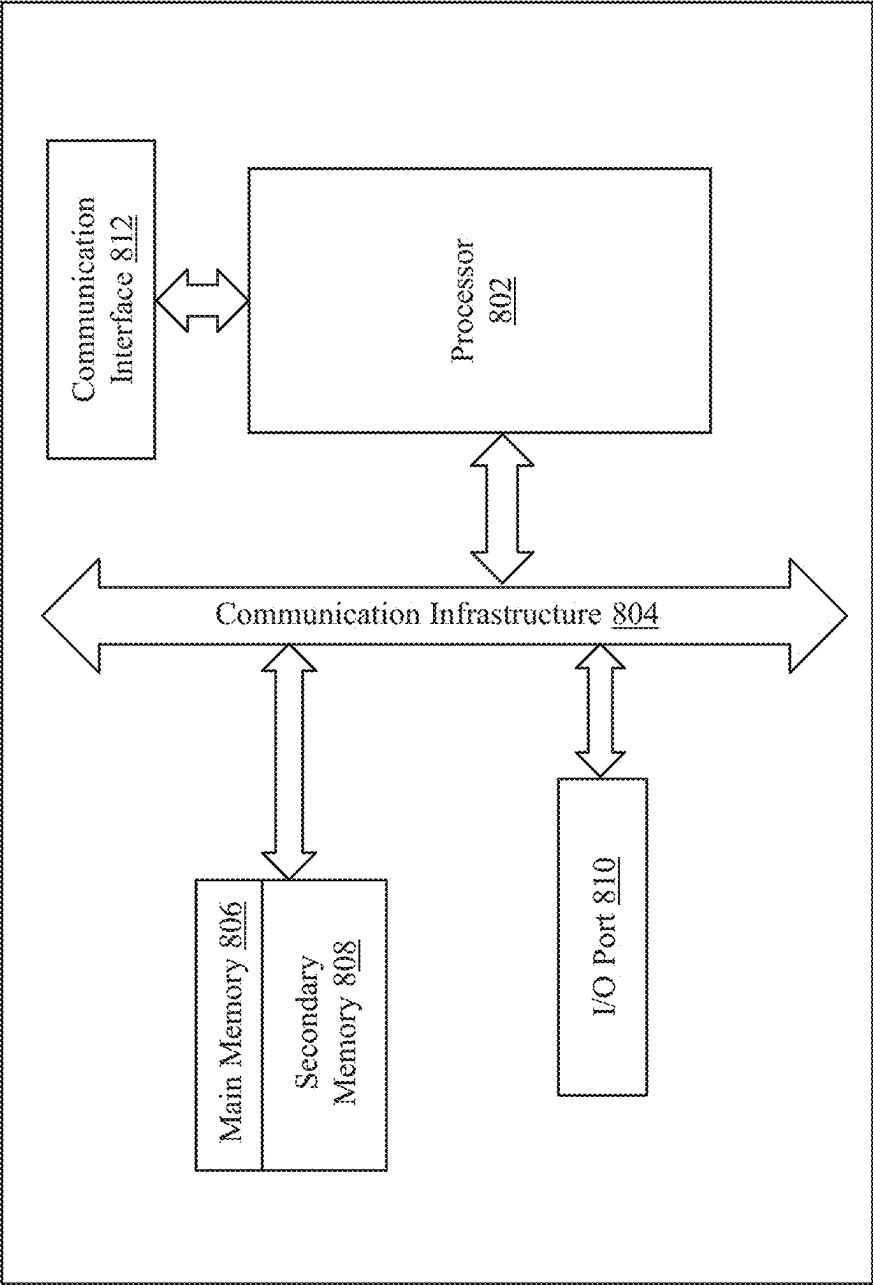 Communication
Interface 812
Processor
802
Communication Infrastructure 804
Main Memory 806
Secondary
Memory 808
I/O Port 810